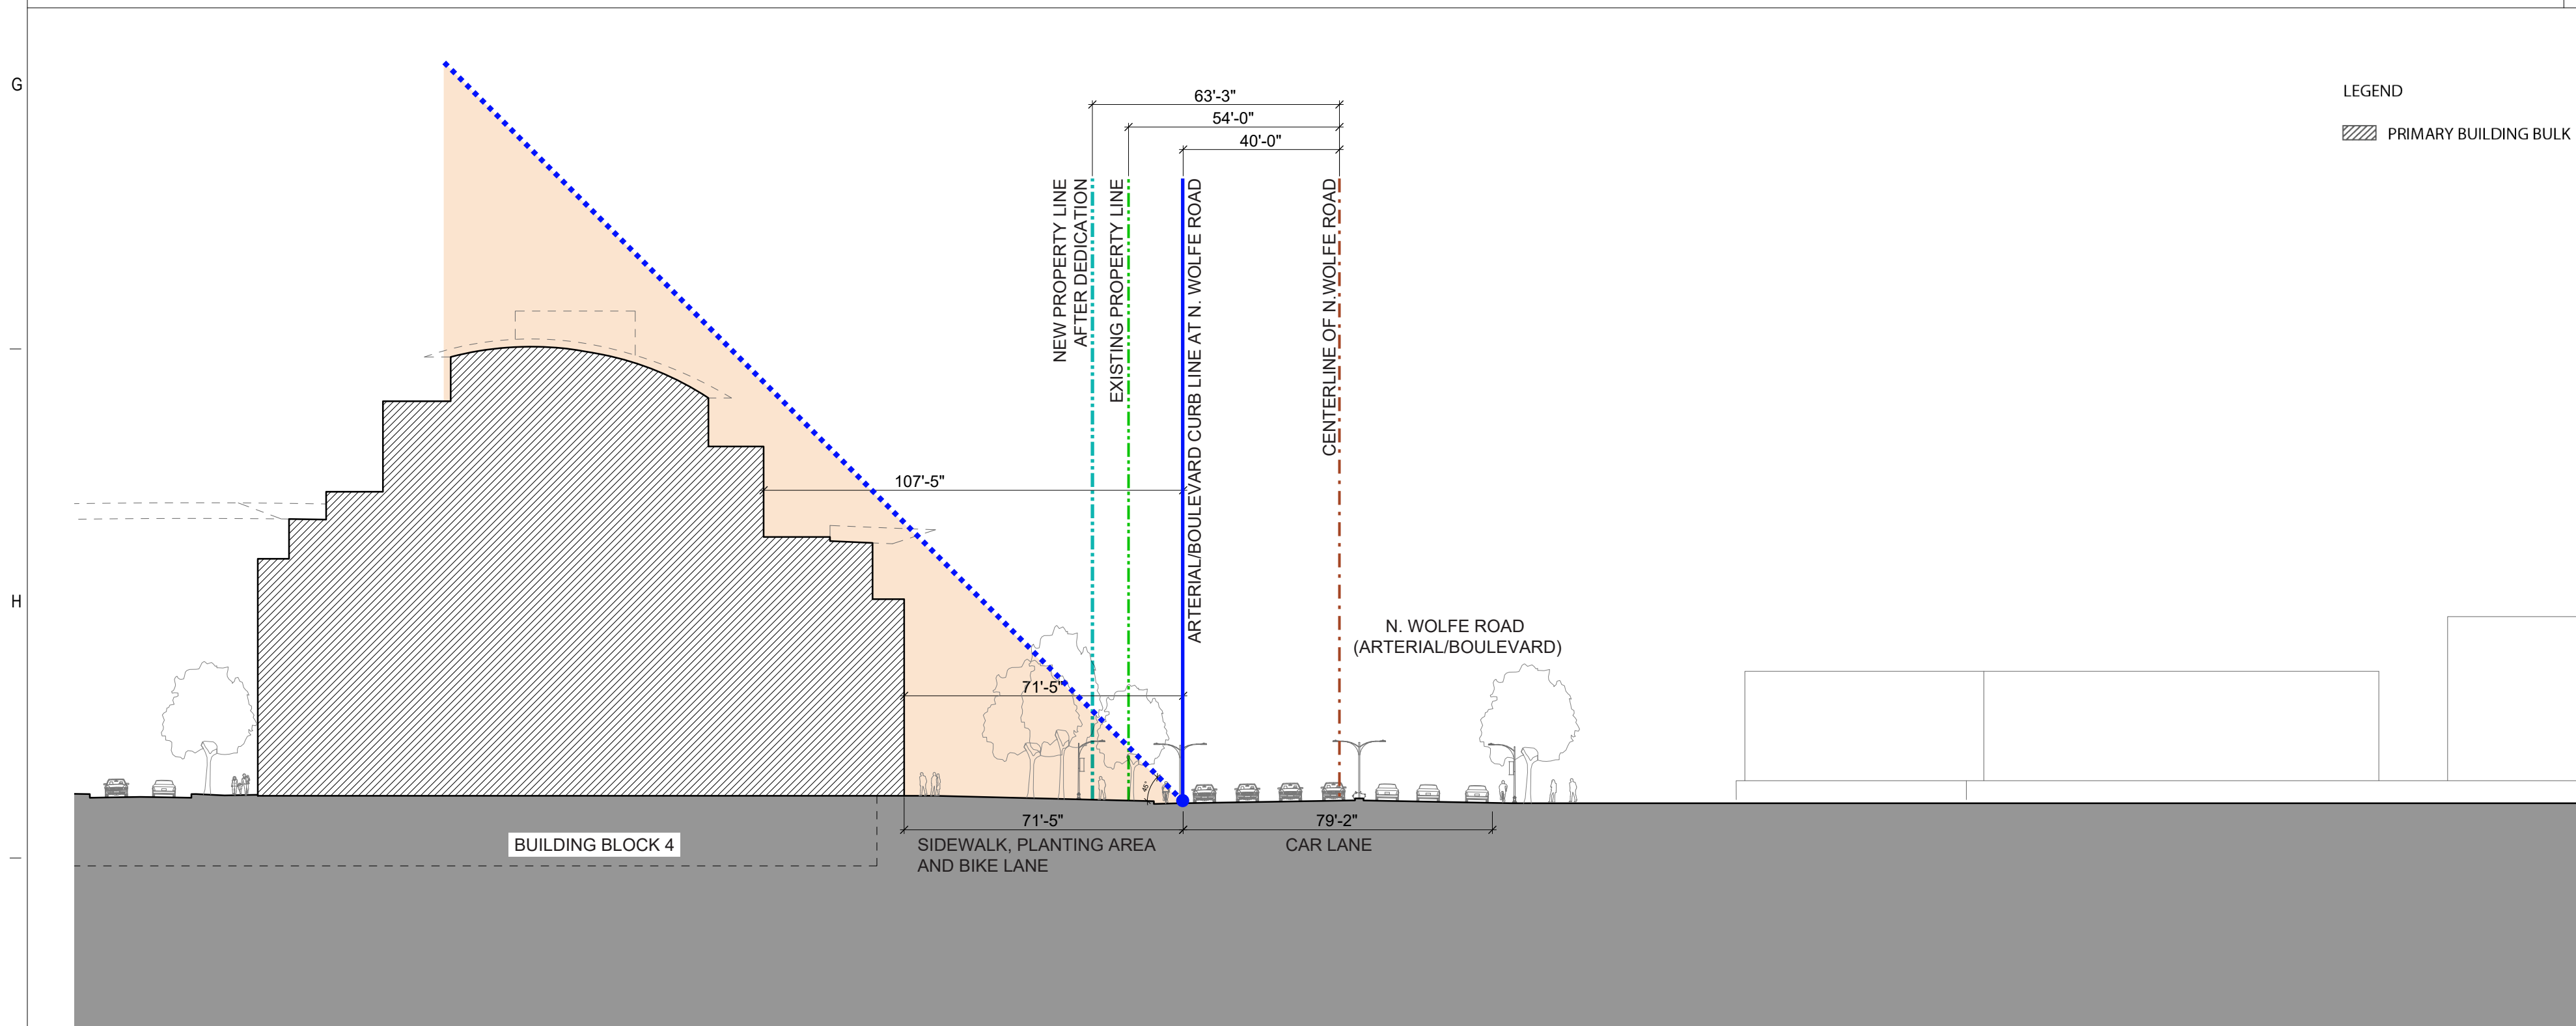 G
63'-3"
54'-0"
40'-0"
LEGEND
PRIMARY BUILDING BULK
NEW PROPERTY LINE
AFTER DEDICATION
EXISTING PROPERTY LINE
ARTERIAL/BOULEVARD CURB LINE AT N. WOLFE ROAD
CENTERLINE OF N.WOLFE ROAD
107'-5"
H
N. WOLFE ROAD
(ARTERIAL/BOULEVARD)
71'-5"
45°
71'-5"
79'-2"
BUILDING BLOCK 4
SIDEWALK, PLANTING AREA
AND BIKE LANE
CAR LANE